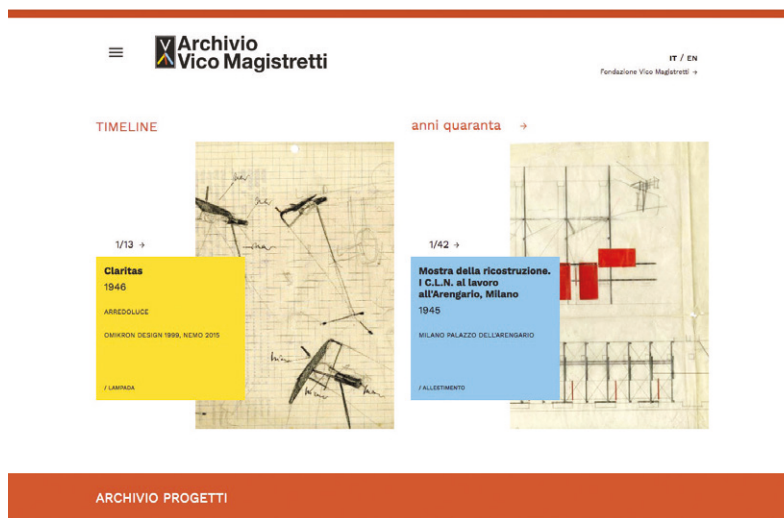 Archivio
Vico Magistretti
IT / EN
Fondazione Vico Magistretti →
TIMELINE
anni quaranta →
1/13 →
Claritas
1946
ARREDOLUCE
OMIKRON DESIGN 1999, NEMO 2015
/ LAMPADA
1/42 →
Mostra della ricostruzione.
I C.L.N. al lavoro
all'Arengario, Milano
1945
MILANO PALAZZO DELL'ARENGARIO
/ ALLESTIMENTO
ARCHIVIO PROGETTI